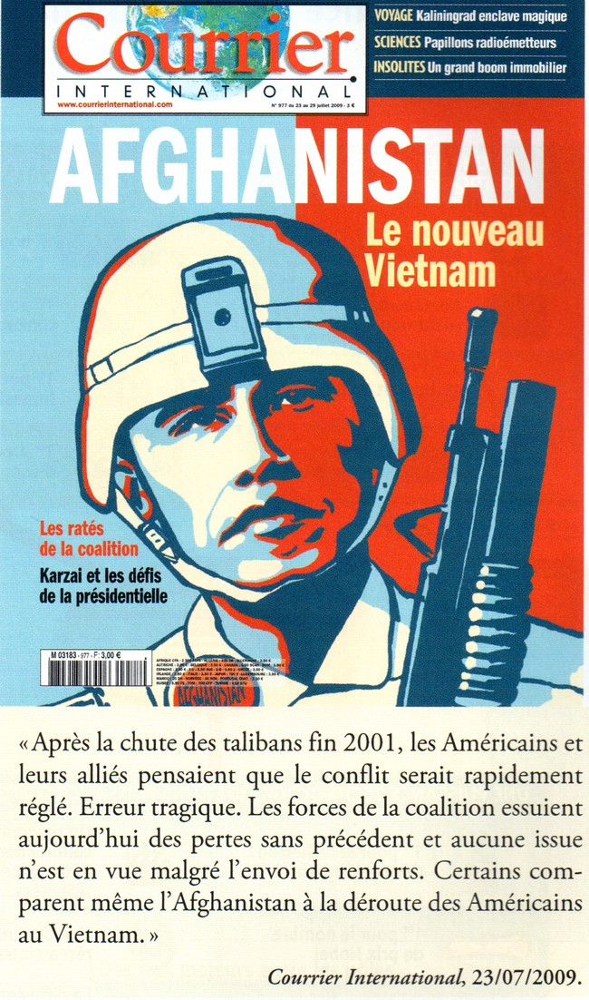 Courrier
INTERNATIONAL
www.courrierinternational.com
N° 977 du 23 au 29 juillet 2009 - 3 €
VOYAGE Kaliningrad enclave magique
SCIENCES Papillons radioémetteurs
INSOLITES Un grand boom immobilier
AFGHANISTAN
Le nouveau
Vietnam
Les ratés
de la coalition
Karzai et les défis
de la présidentielle
M 03183 - 977 - F: 3,00 €
AFGHANISTAN
« Après la chute des talibans fin 2001, les Américains et
leurs alliés pensaient que le conflit serait rapidement
réglé. Erreur tragique. Les forces de la coalition essuient
aujourd’hui des pertes sans précédent et aucune issue
n’est en vue malgré l’envoi de renforts. Certains com-
parent même l’Afghanistan à la déroute des Américains
au Vietnam. »
Courrier International, 23/07/2009.